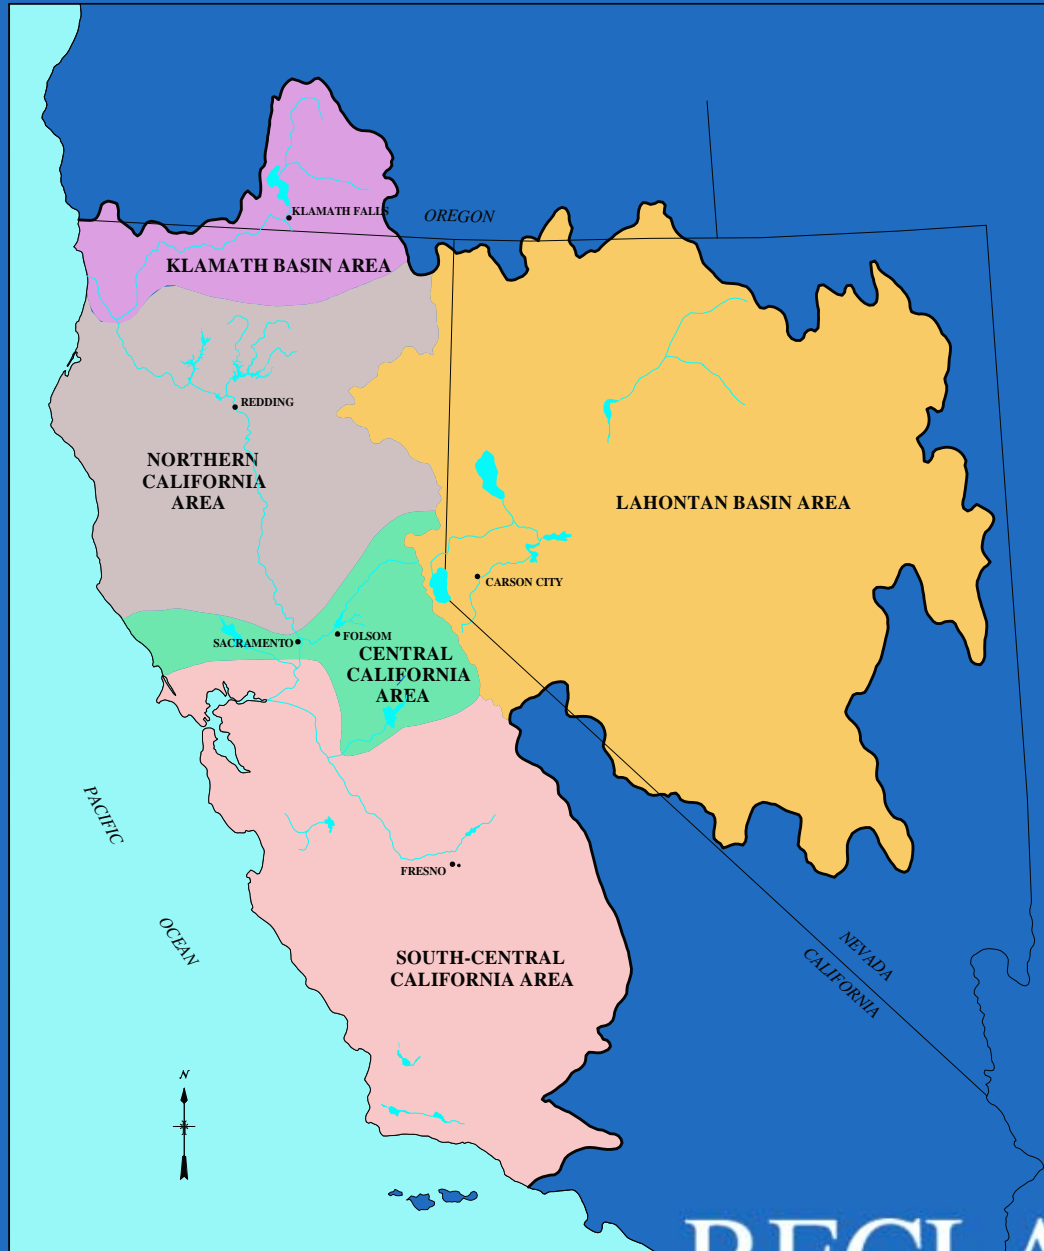 KLAMATH FALLS
OREGON
KLAMATH BASIN AREA
REDDING
NORTHERN
CALIFORNIA
AREA
LAHONTAN BASIN AREA
CARSON CITY
SACRAMENTO
FOLSOM
CENTRAL
CALIFORNIA
AREA
PACIFIC
OCEAN
FRESNO
SOUTH-CENTRAL
CALIFORNIA AREA
NEVADA
CALIFORNIA
N